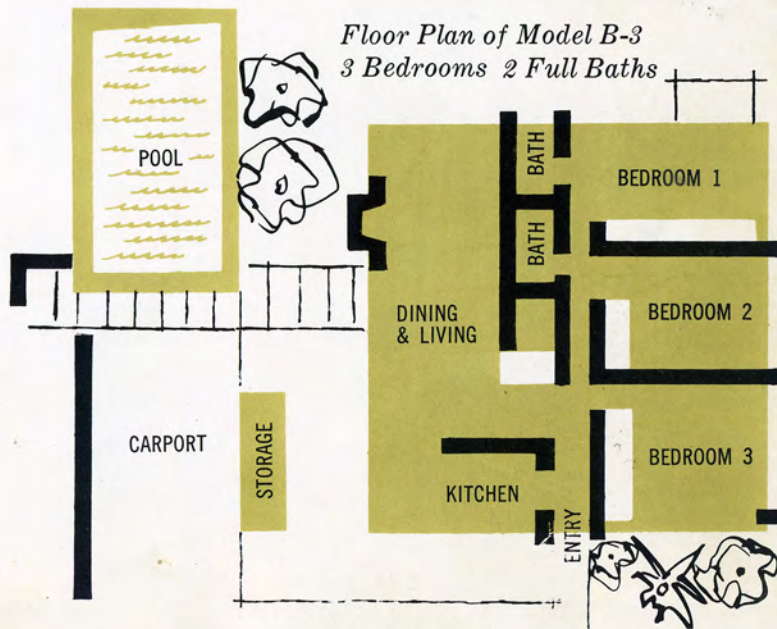 Floor Plan of Model B-3
3 Bedrooms 2 Full Baths
POOL
BATH
BEDROOM 1
BATH
DINING
& LIVING
BEDROOM 2
CARPORT
STORAGE
KITCHEN
BEDROOM 3
ENTRY